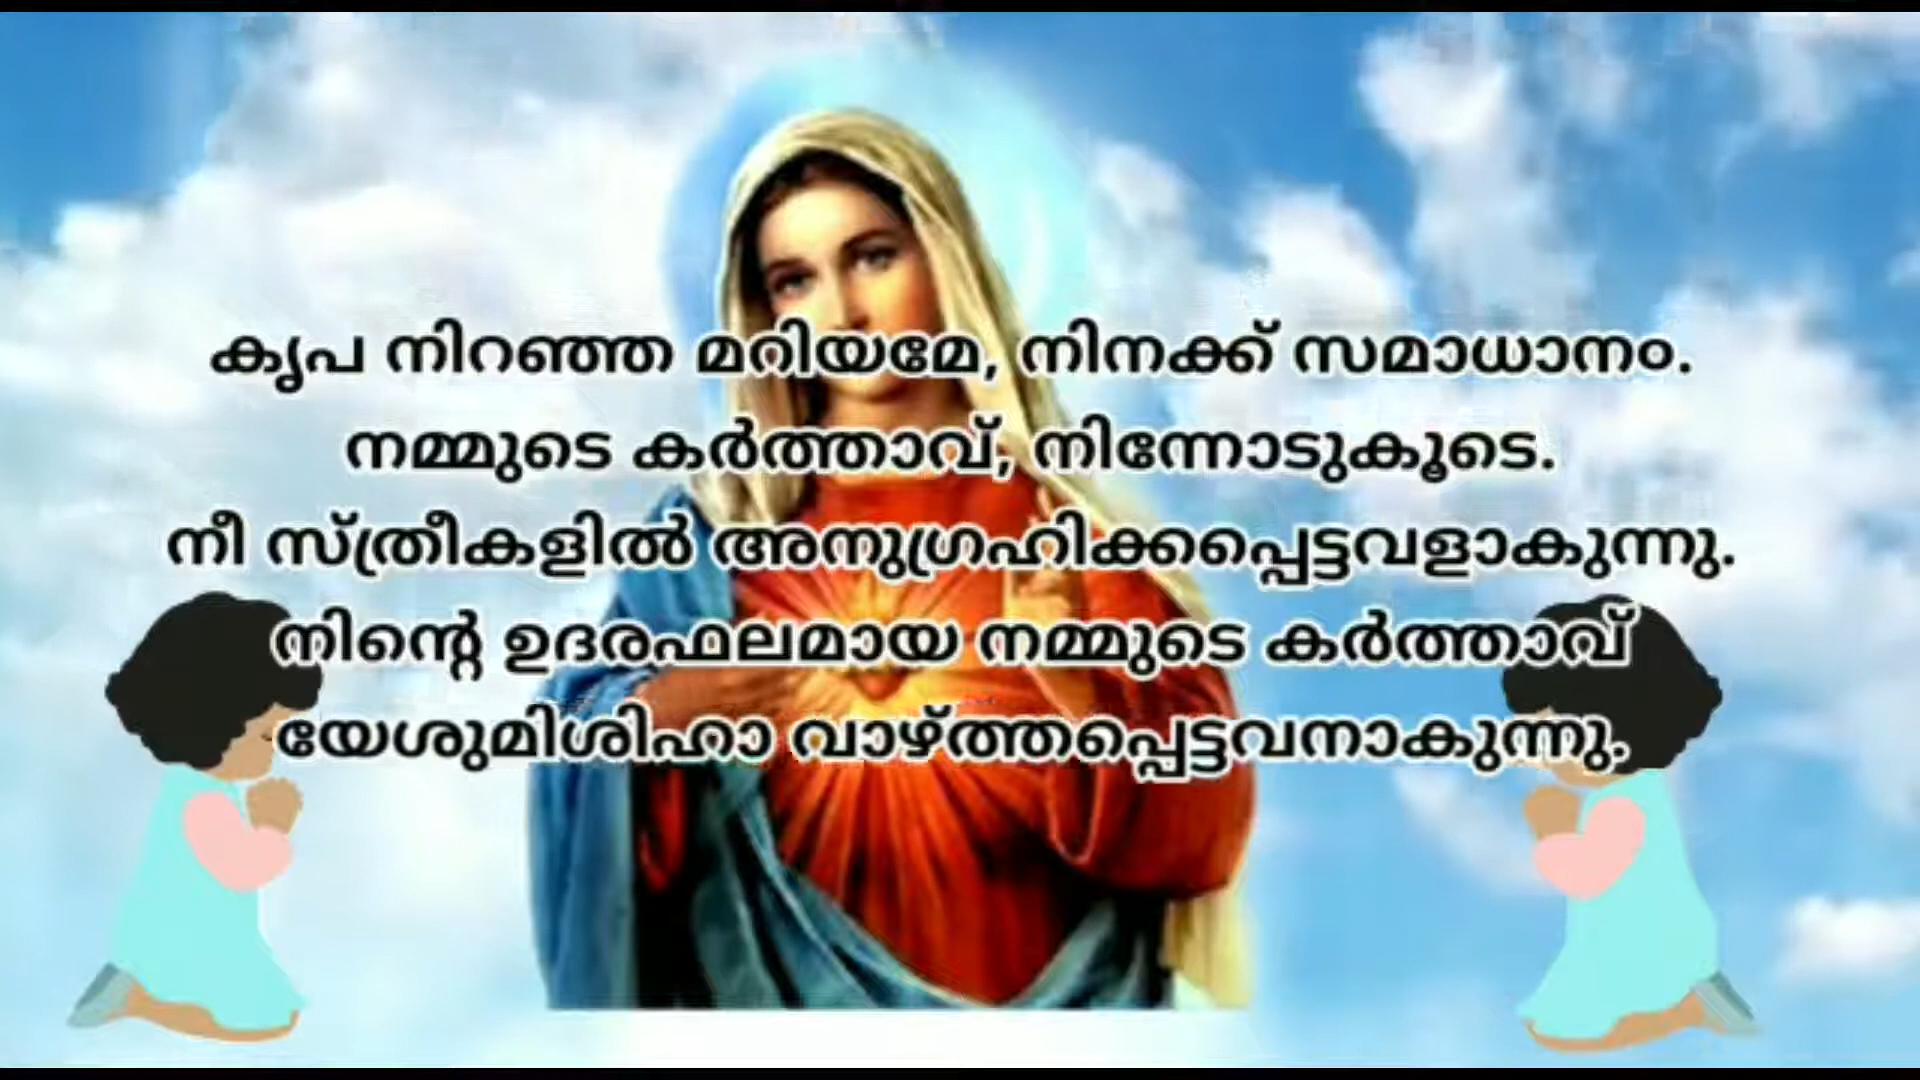 കൃപ നിറഞ്ഞ മറിയമേ, നിനക്ക് സമാധാനം.
നമ്മുടെ കർത്താവ്, നിന്നോടുകൂടെ.
നീ സ്ത്രീകളിൽ അനുഗ്രഹിക്കപ്പെട്ടവളാകുന്നു.
നിന്റെ ഉദരഫലമായ നമ്മുടെ കർത്താവ്
യേശുമിശിഹാ വാഴ്ത്തപ്പെട്ടവനാകുന്നു.